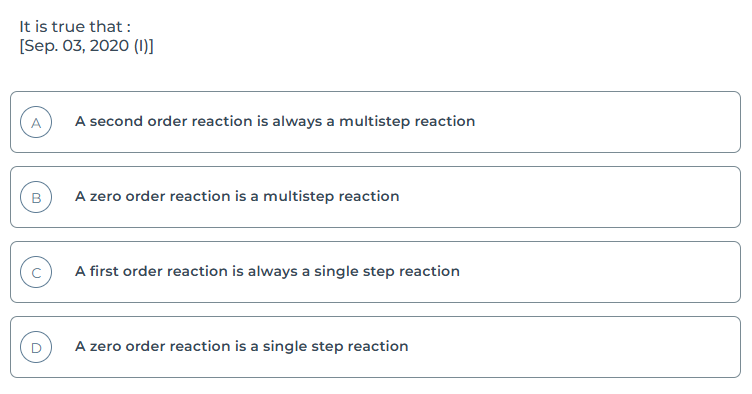 It is true that :
[Sep. 03, 2020 (I)]
A A second order reaction is always a multistep reaction
B A zero order reaction is a multistep reaction
C A first order reaction is always a single step reaction
D A zero order reaction is a single step reaction